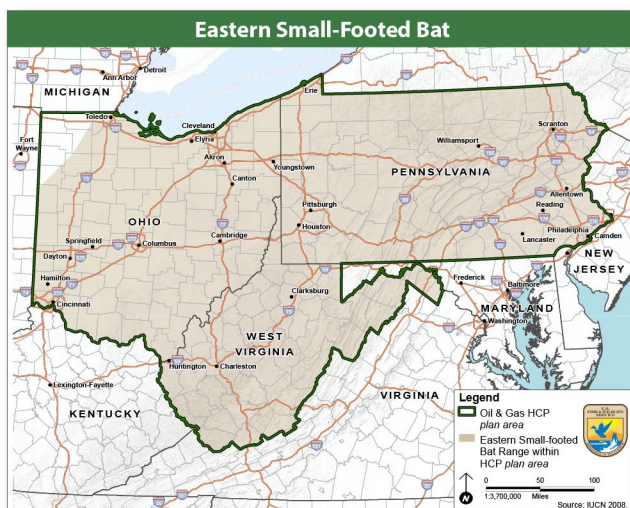 Eastern Small-Footed Bat
Detroit
Ann Arbor
MICHIGAN
Erie
Toledo
Cleveland
Elyria
Scranton
Fort
Wayne
Williamsport
Akron
Youngstown
PENNSYLVANIA
Canton
Allentown
Reading
Pittsburgh
OHIO
Houston
Philadelphia
Camden
Springfield
Columbus
Cambridge
Lancaster
Dayton
NEW
JERSEY
Hamilton
Frederick
Baltimore
Clarksburg
Cincinnati
MARYLAND
Washington
WEST
VIRGINIA
Huntington
Charleston
Lexington-Fayette
VIRGINIA
KENTUCKY
Legend
Oil & Gas HCP
plan area
Eastern Small-footed
Bat Range within
HCP plan area
U.S.
FISH & WILDLIFE
SERVICE
N
0 50 100
1:3,700,000 Miles
Source: IUCN 2008.